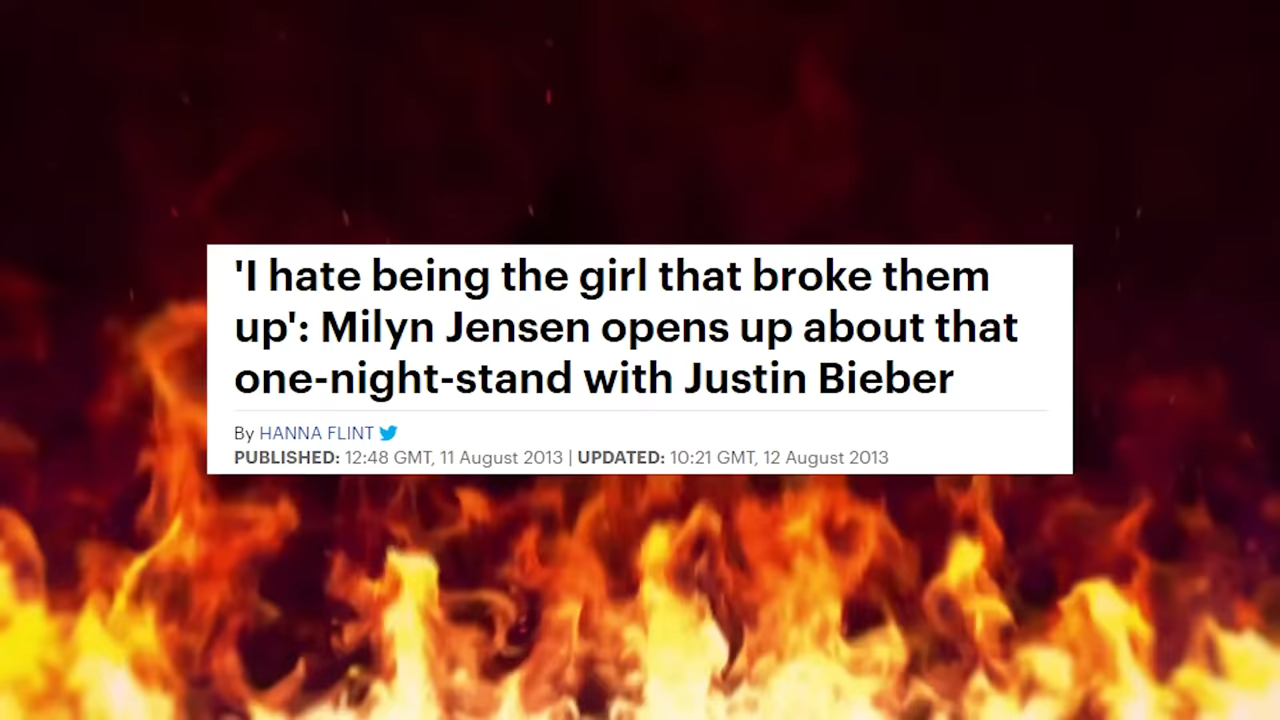 'I hate being the girl that broke them
up': Milyn Jensen opens up about that
one-night-stand with Justin Bieber
By HANNA FLINT
PUBLISHED: 12:48 GMT, 11 August 2013 | UPDATED: 10:21 GMT, 12 August 2013